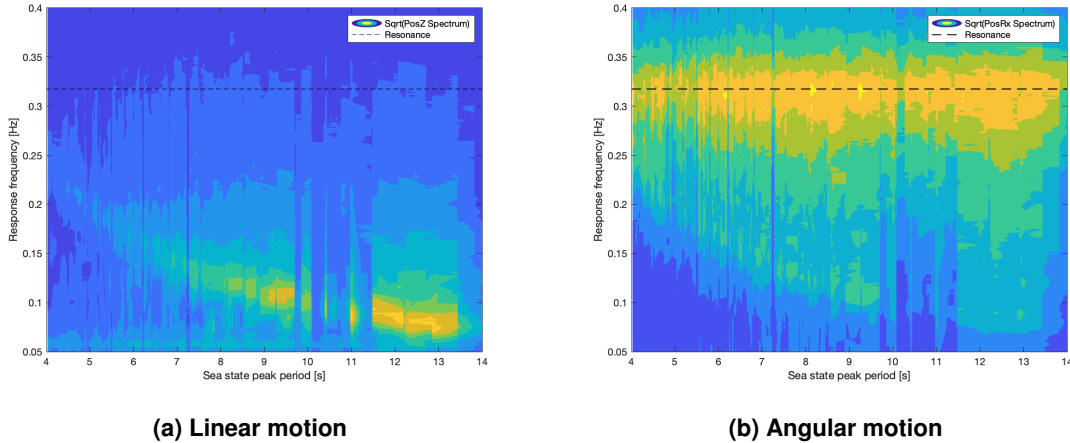 Sqrt(PosZ Spectrum)
Resonance
0.4
0.35
0.3
0.25
0.2
0.15
0.1
0.05
Response frequency [Hz]
4 5 6 7 8 9 10 11 12 13 14
Sea state peak period [s]
(a) Linear motion
Sqrt(PosRx Spectrum)
Resonance
0.4
0.35
0.3
0.25
0.2
0.15
0.1
0.05
Response frequency [Hz]
4 5 6 7 8 9 10 11 12 13 14
Sea state peak period [s]
(b) Angular motion